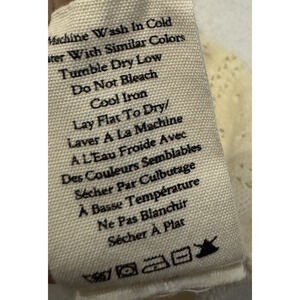 Machine Wash In Cold
ter With Similar Colors
Tumble Dry Low
Do Not Bleach
Cool Iron
Lay Flat To Dry/
Laver A La Machine
A L'Eau Froide Avec
Des Couleurs Semblables
Sécher Par Culbutage
À Basse Température
Ne Pas Blanchir
Sécher À Plat